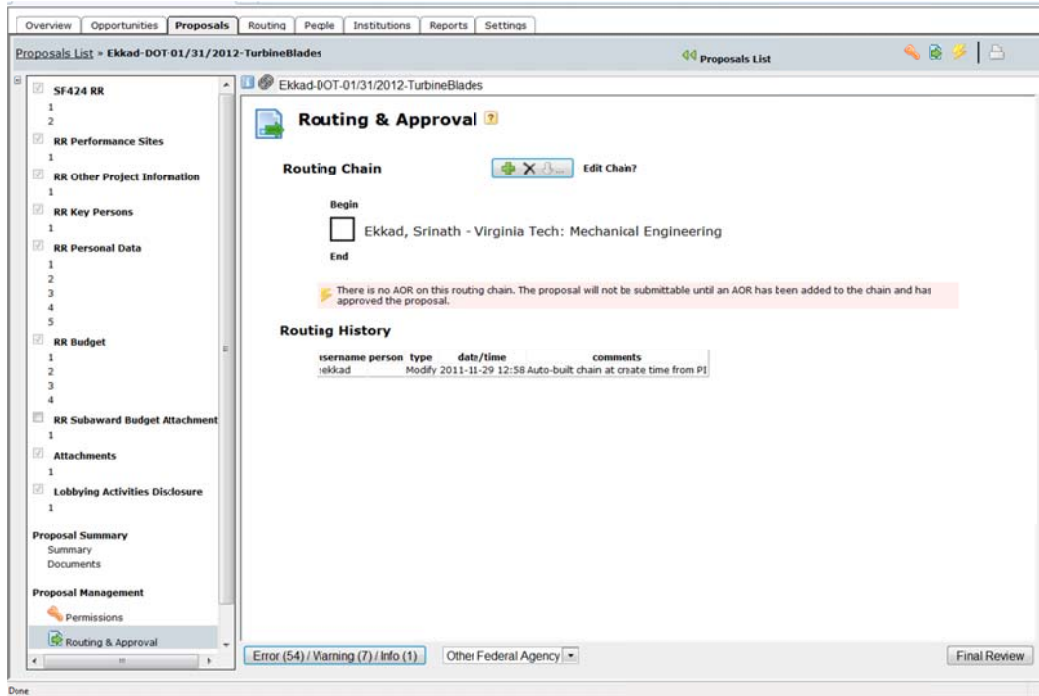 Overview Opportunities Proposals Routing People Institutions Reports Settings
Proposals List » Ekkad-DOT-01/31/2012-TurbineBlades Proposals List
SF424 RR
1
2
RR Performance Sites
1
RR Other Project Information
1
RR Key Persons
1
RR Personal Data
1
2
3
4
5
RR Budget
1
2
3
4
RR Subaward Budget Attachment
1
Attachments
1
Lobbying Activities Disclosure
1
Proposal Summary
Summary
Documents
Proposal Management
Permissions
Routing & Approval
Ekkad-DOT-01/31/2012-TurbineBlades
Routing & Approval ?
Routing Chain Edit Chain?
Begin
Ekkad, Srinath - Virginia Tech: Mechanical Engineering
End
There is no AOR on this routing chain. The proposal will not be submittable until an AOR has been added to the chain and has
approved the proposal.
Routing History
username person type date/time comments
sekkad Modify 2011-11-29 12:58 Auto-built chain at create time from PI
Error (54) / Warning (7) / Info (1) Other Federal Agency Final Review
Done